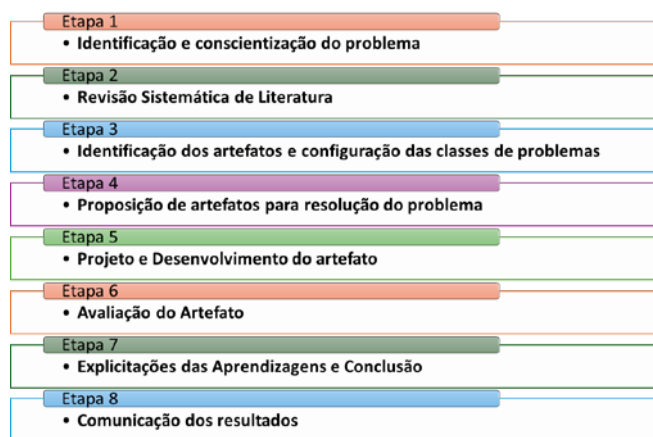 Etapa 1
• Identificação e conscientização do problema
Etapa 2
• Revisão Sistemática de Literatura
Etapa 3
• Identificação dos artefatos e configuração das classes de problemas
Etapa 4
• Proposição de artefatos para resolução do problema
Etapa 5
• Projeto e Desenvolvimento do artefato
Etapa 6
• Avaliação do Artefato
Etapa 7
• Explicitações das Aprendizagens e Conclusão
Etapa 8
• Comunicação dos resultados